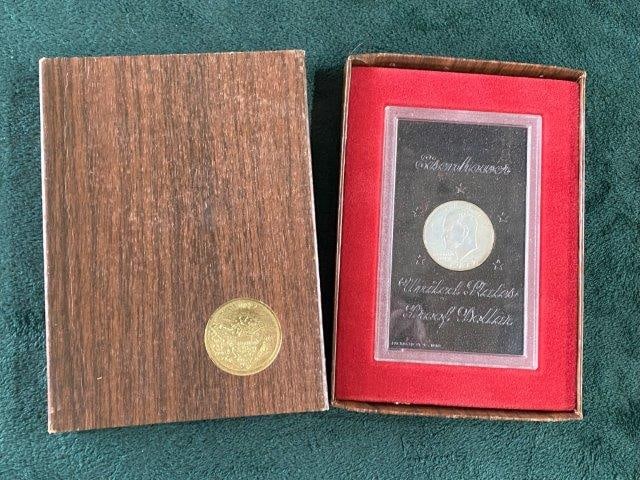 Eisenhower
United States
Proof Dollar